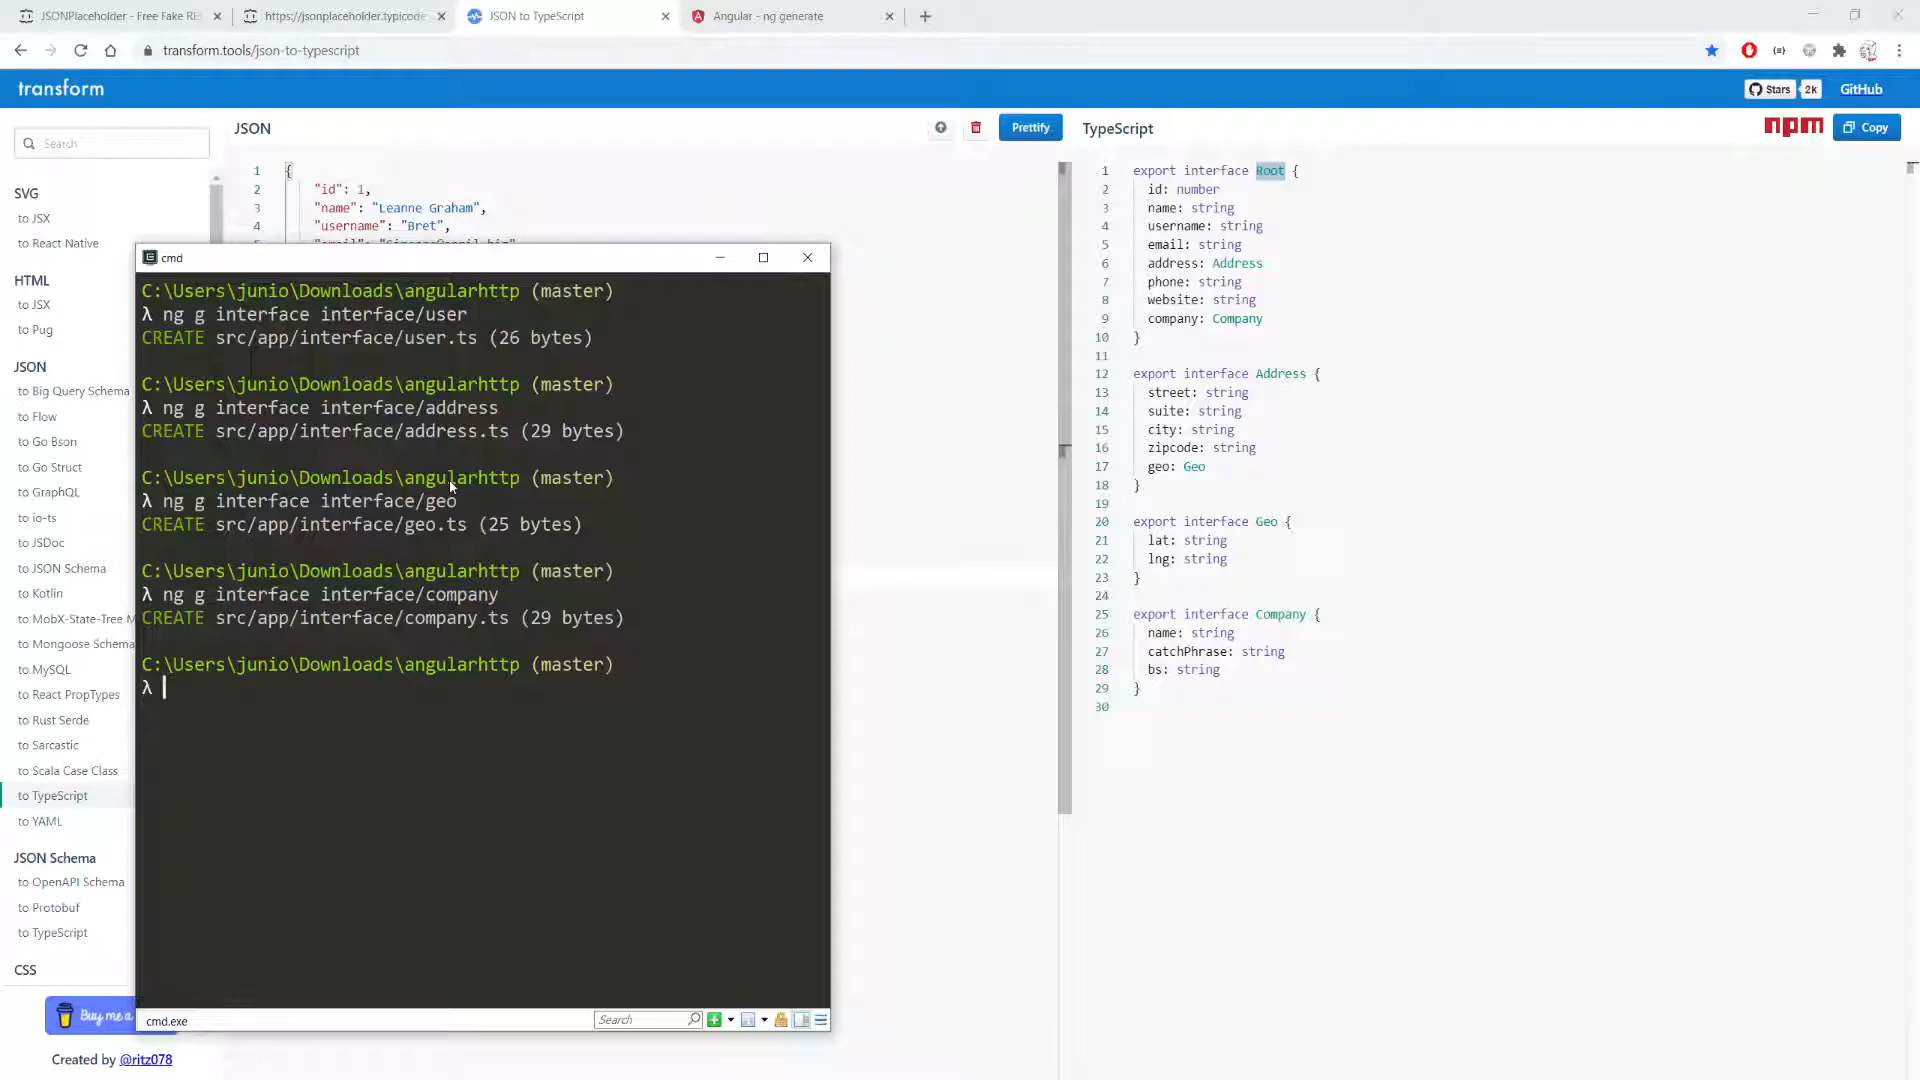 JSONPlaceholder - Free Fake RE
https://jsonplaceholder.typicode
JSON to TypeScript
Angular - ng generate
transform.tools/json-to-typescript
transform
Stars
2k
GitHub
Search
JSON
Prettify
TypeScript
npm
Copy
SVG
to JSX
to React Native
HTML
to JSX
to Pug
JSON
to Big Query Schema
to Flow
to Go Bson
to Go Struct
to GraphQL
to io-ts
to JSDoc
to JSON Schema
to Kotlin
to MobX-State-Tree M
to Mongoose Schema
to MySQL
to React PropTypes
to Rust Serde
to Sarcastic
to Scala Case Class
to TypeScript
to YAML
JSON Schema
to OpenAPI Schema
to Protobuf
to TypeScript
CSS
Buy me a
Created by @ritz078
1 {
2 "id": 1,
3 "name": "Leanne Graham",
4 "username": "Bret",
cmd
C:\Users\junio\Downloads\angularhttp (master)
λ ng g interface interface/user
CREATE src/app/interface/user.ts (26 bytes)
C:\Users\junio\Downloads\angularhttp (master)
λ ng g interface interface/address
CREATE src/app/interface/address.ts (29 bytes)
C:\Users\junio\Downloads\angularhttp (master)
λ ng g interface interface/geo
CREATE src/app/interface/geo.ts (25 bytes)
C:\Users\junio\Downloads\angularhttp (master)
λ ng g interface interface/company
CREATE src/app/interface/company.ts (29 bytes)
C:\Users\junio\Downloads\angularhttp (master)
λ
cmd.exe
Search
1 export interface Root {
2 id: number
3 name: string
4 username: string
5 email: string
6 address: Address
7 phone: string
8 website: string
9 company: Company
10 }
11
12 export interface Address {
13 street: string
14 suite: string
15 city: string
16 zipcode: string
17 geo: Geo
18 }
19
20 export interface Geo {
21 lat: string
22 lng: string
23 }
24
25 export interface Company {
26 name: string
27 catchPhrase: string
28 bs: string
29 }
30